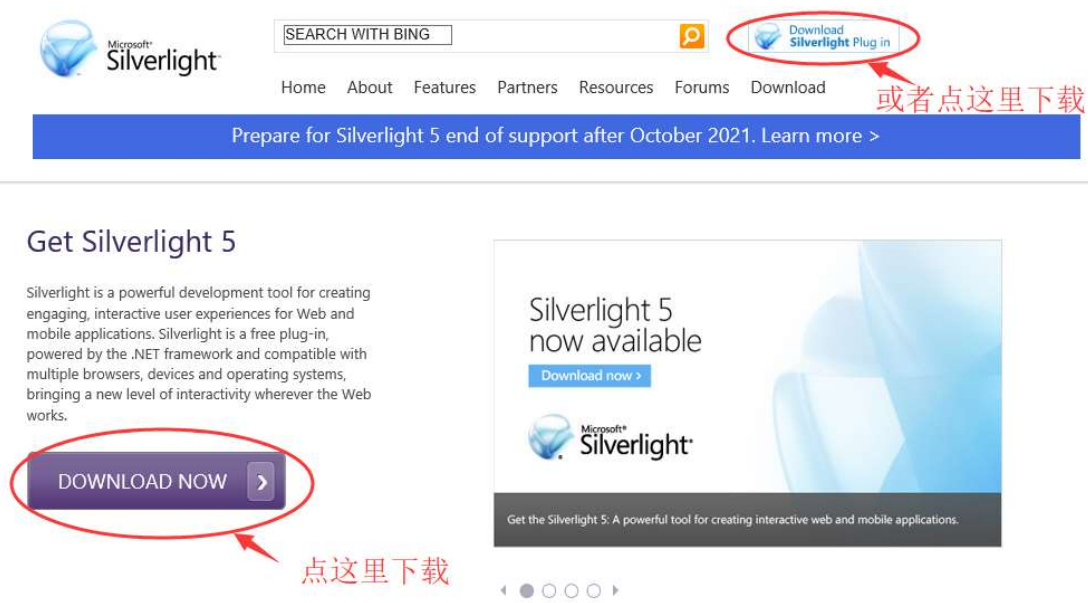 Microsoft®
Silverlight™
SEARCH WITH BING
Download
Silverlight Plug in
Home About Features Partners Resources Forums Download
或者点这里下载
Prepare for Silverlight 5 end of support after October 2021. Learn more >
Get Silverlight 5
Silverlight is a powerful development tool for creating
engaging, interactive user experiences for Web and
mobile applications. Silverlight is a free plug-in,
powered by the .NET framework and compatible with
multiple browsers, devices and operating systems,
bringing a new level of interactivity wherever the Web
works.
DOWNLOAD NOW
点这里下载
Silverlight 5
now available
Download now >
Microsoft®
Silverlight™
Get the Silverlight 5: A powerful tool for creating interactive web and mobile applications.